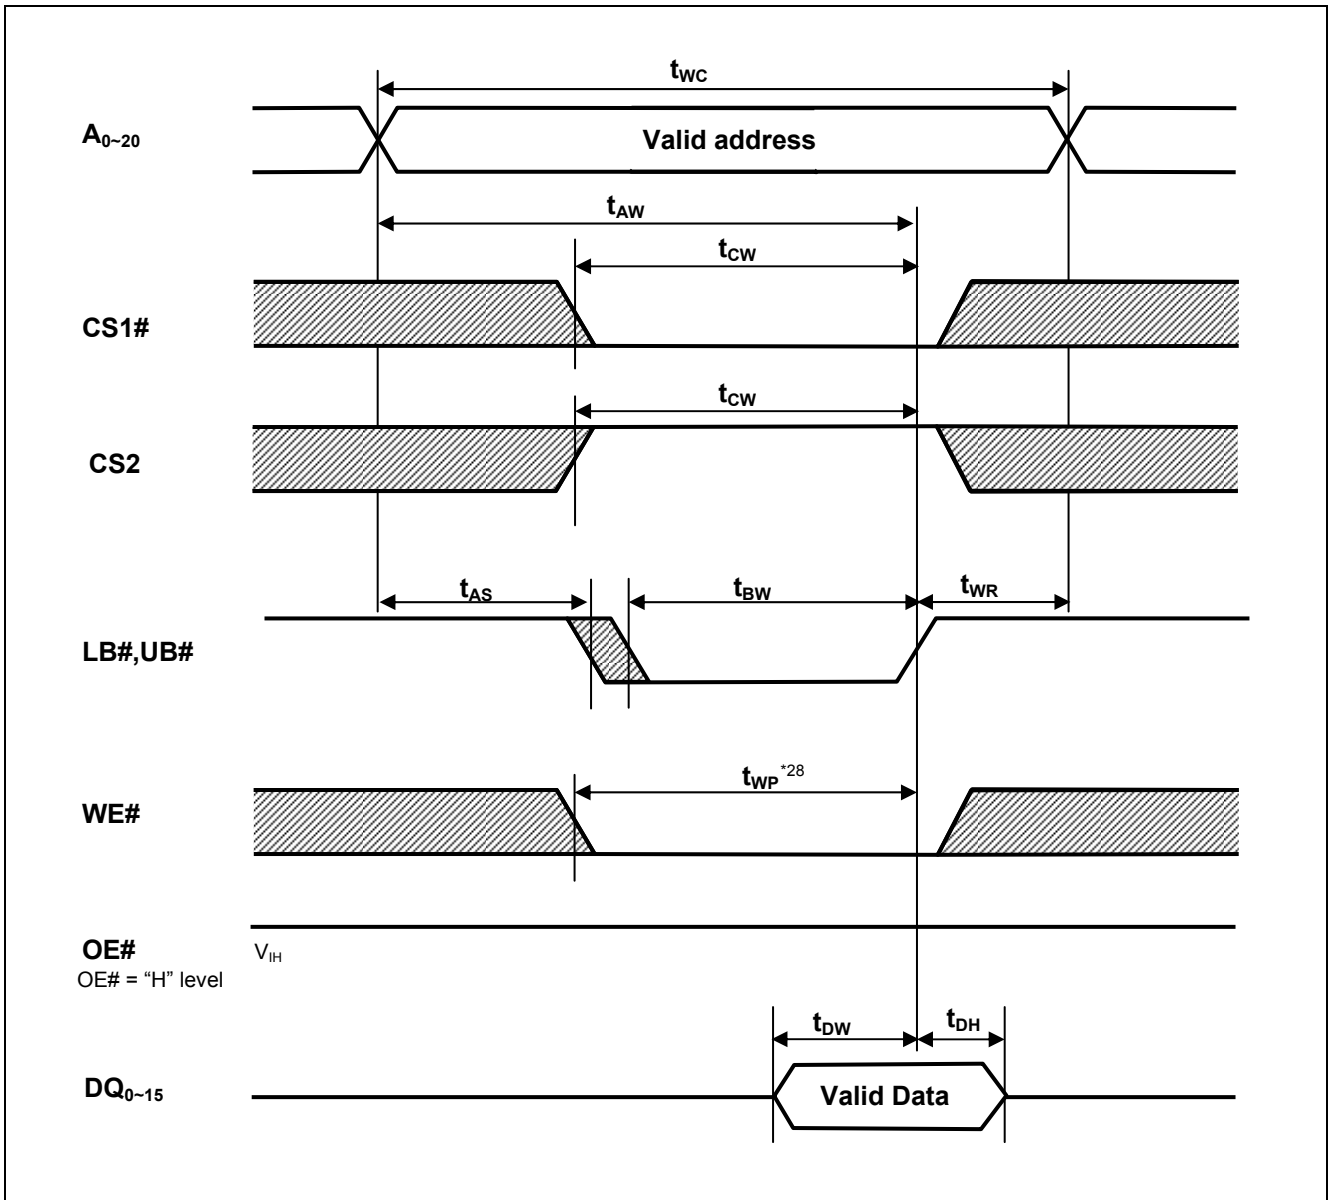 tWC
A0~20
Valid address
tAW
tCW
CS1#
tCW
CS2
tAS
tBW
tWR
LB#,UB#
tWP*28
WE#
OE#
VIH
OE# = “H” level
tDW
tDH
DQ0~15
Valid Data